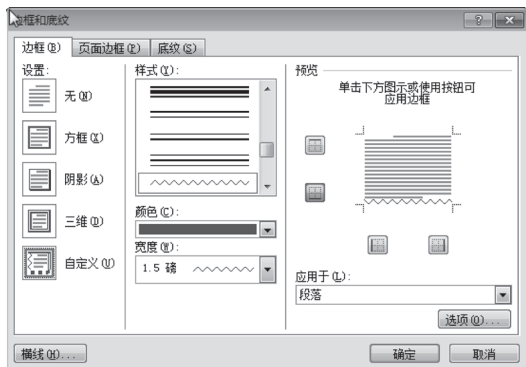 边框和底纹
边框(B) 页面边框(P) 底纹(S)
设置:
无(N)
方框(X)
阴影(A)
三维(D)
自定义(U)
样式(Y):
颜色(C):
宽度(W):
1.5 磅
预览
单击下方图示或使用按钮可
应用边框
应用于(L):
段落
选项(O)...
横线(H)...
确定
取消